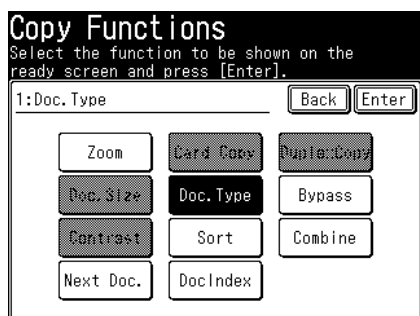 Copy Functions
Select the function to be shown on the
ready screen and press [Enter].
1:Doc. Type Back Enter
Zoom Card Copy Duplex Copy
Doc. Size Doc. Type Bypass
Contrast Sort Combine
Next Doc. DocIndex